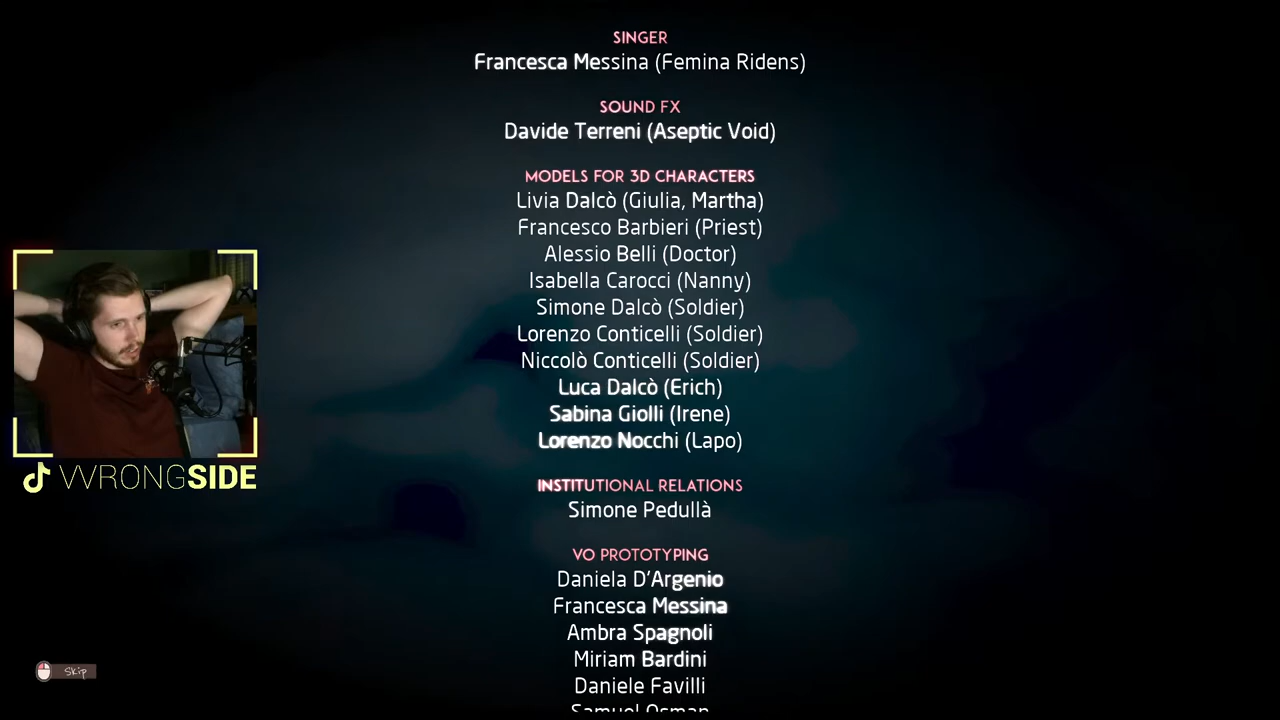 SINGER
Francesca Messina (Femina Ridens)
SOUND FX
Davide Terreni (Aseptic Void)
MODELS FOR 3D CHARACTERS
Livia Dalcò (Giulia, Martha)
Francesco Barbieri (Priest)
Alessio Belli (Doctor)
Isabella Carocci (Nanny)
Simone Dalcò (Soldier)
Lorenzo Conticelli (Soldier)
Niccolò Conticelli (Soldier)
Luca Dalcò (Erich)
Sabina Giolli (Irene)
Lorenzo Nocchi (Lapo)
INSTITUTIONAL RELATIONS
Simone Pedullà
VO PROTOTYPING
Daniela D'Argenio
Francesca Messina
Ambra Spagnoli
Miriam Bardini
Daniele Favilli
Samuel Osman
VVRONGSIDE
Skip